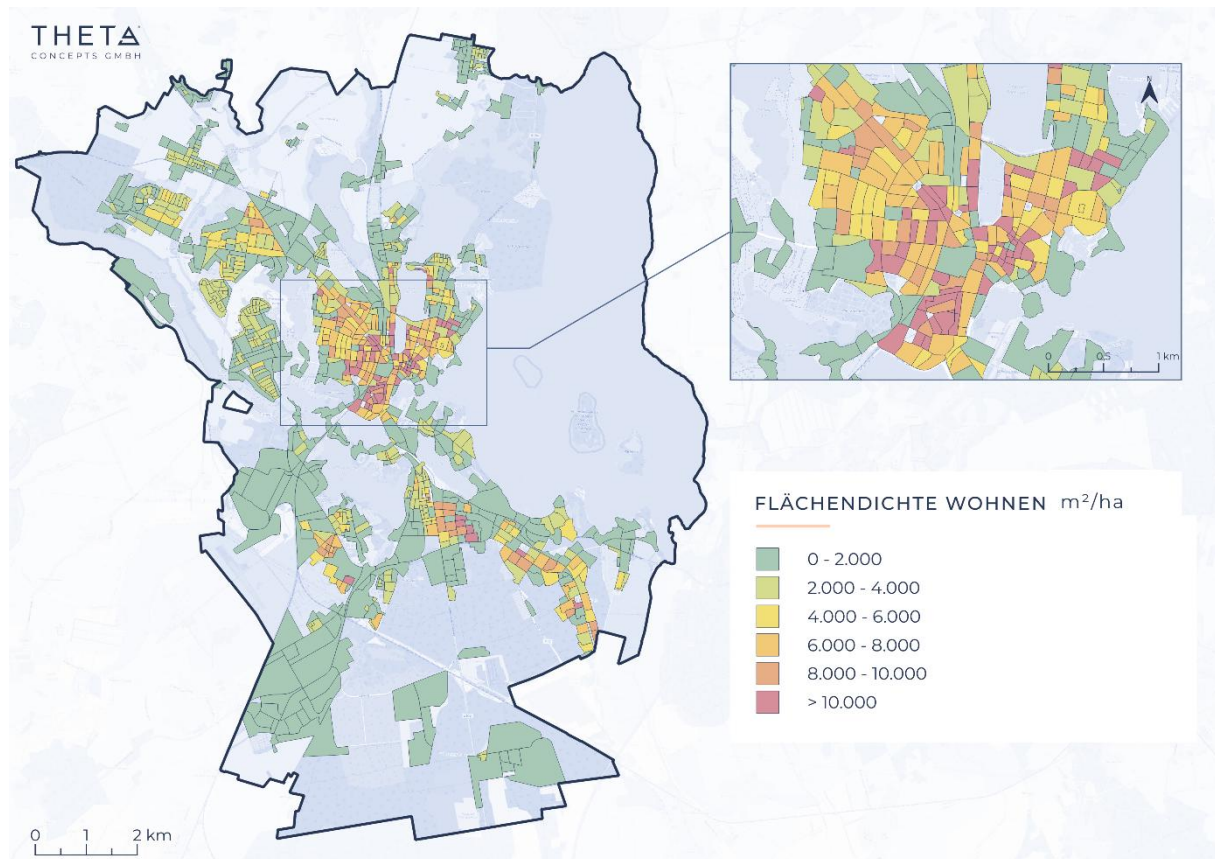 THETA
CONCEPTS GMBH
N
0 0,5 1 km
FLÄCHENDICHTE WOHNEN m²/ha
0 - 2.000
2.000 - 4.000
4.000 - 6.000
6.000 - 8.000
8.000 - 10.000
> 10.000
0 1 2 km